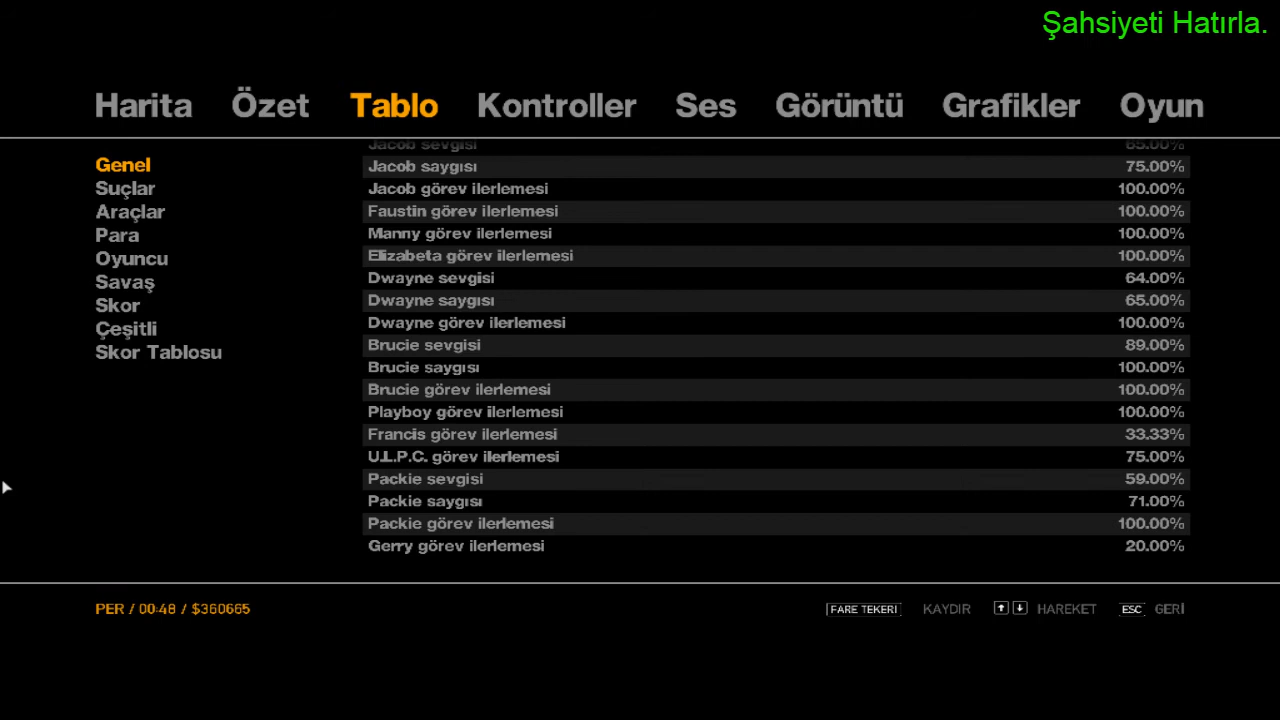 Şahsiyeti Hatırla.
Harita Özet Tablo Kontroller Ses Görüntü Grafikler Oyun
Genel
Suçlar
Araçlar
Para
Oyuncu
Savaş
Skor
Çeşitli
Skor Tablosu
Jacob sevgisi 65.00%
Jacob saygısı 75.00%
Jacob görev ilerlemesi 100.00%
Faustin görev ilerlemesi 100.00%
Manny görev ilerlemesi 100.00%
Elizabeta görev ilerlemesi 100.00%
Dwayne sevgisi 64.00%
Dwayne saygısı 65.00%
Dwayne görev ilerlemesi 100.00%
Brucie sevgisi 89.00%
Brucie saygısı 100.00%
Brucie görev ilerlemesi 100.00%
Playboy görev ilerlemesi 100.00%
Francis görev ilerlemesi 33.33%
U.L.P.C. görev ilerlemesi 75.00%
Packie sevgisi 59.00%
Packie saygısı 71.00%
Packie görev ilerlemesi 100.00%
Gerry görev ilerlemesi 20.00%
PER / 00:48 / $360665
FARE TEKERI KAYDIR HAREKET ESC GERİ